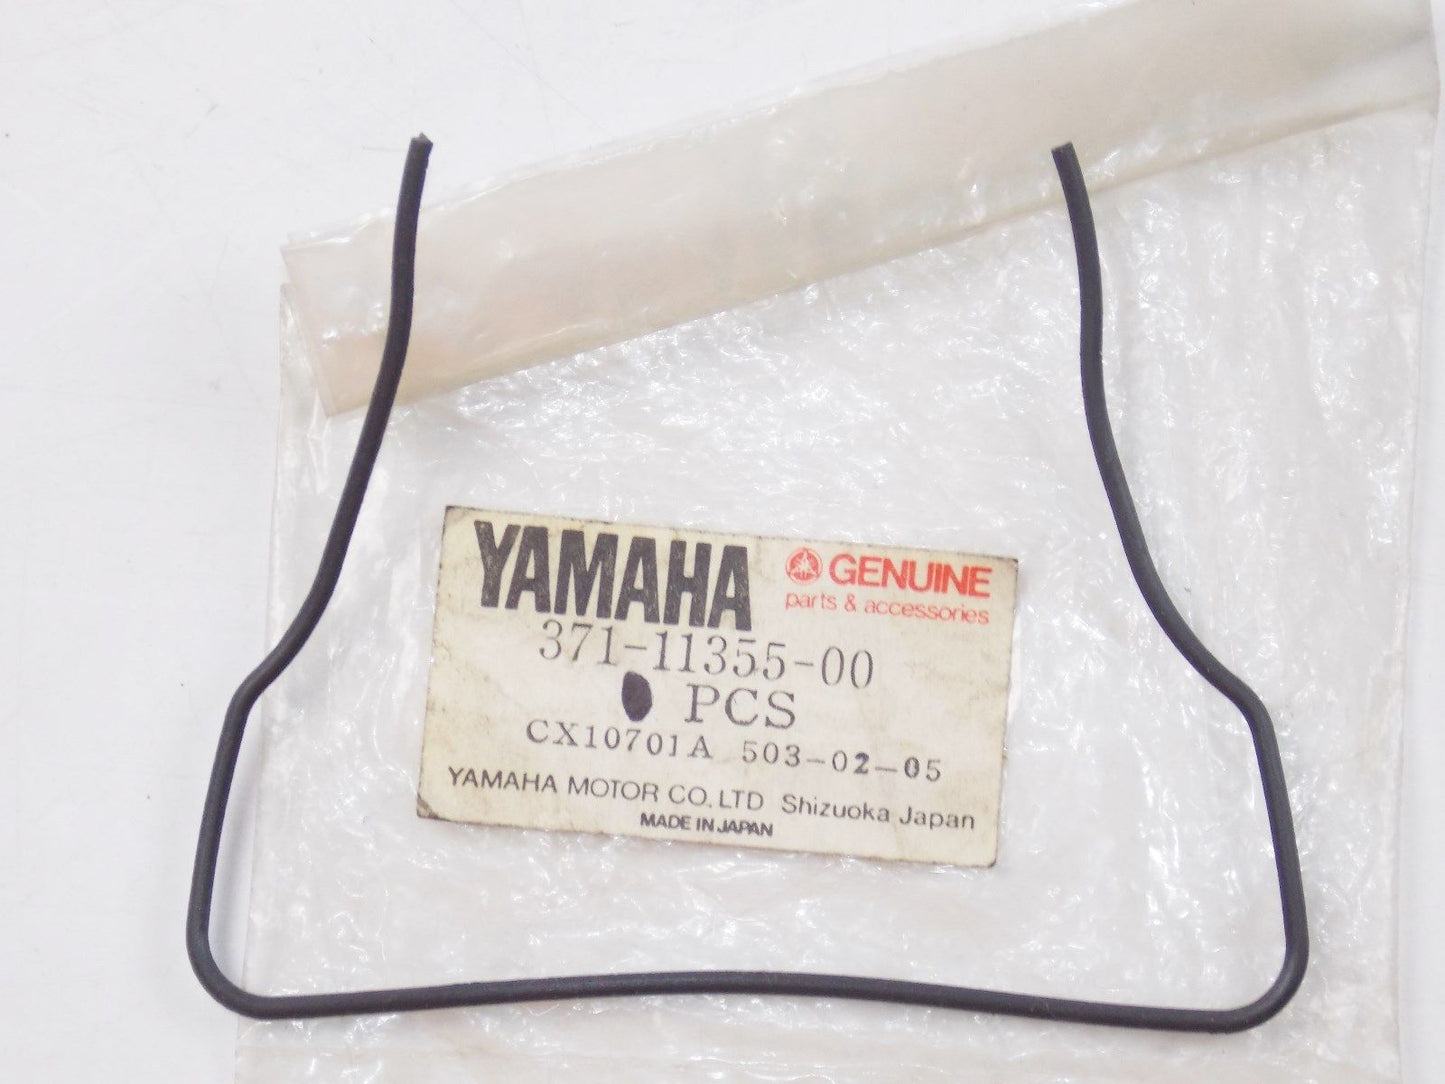 YAMAHA GENUINE
parts & accessories
371-11355-00
PCS
CX10701A 503-02-05
YAMAHA MOTOR CO. LTD Shizuoka Japan
MADE IN JAPAN